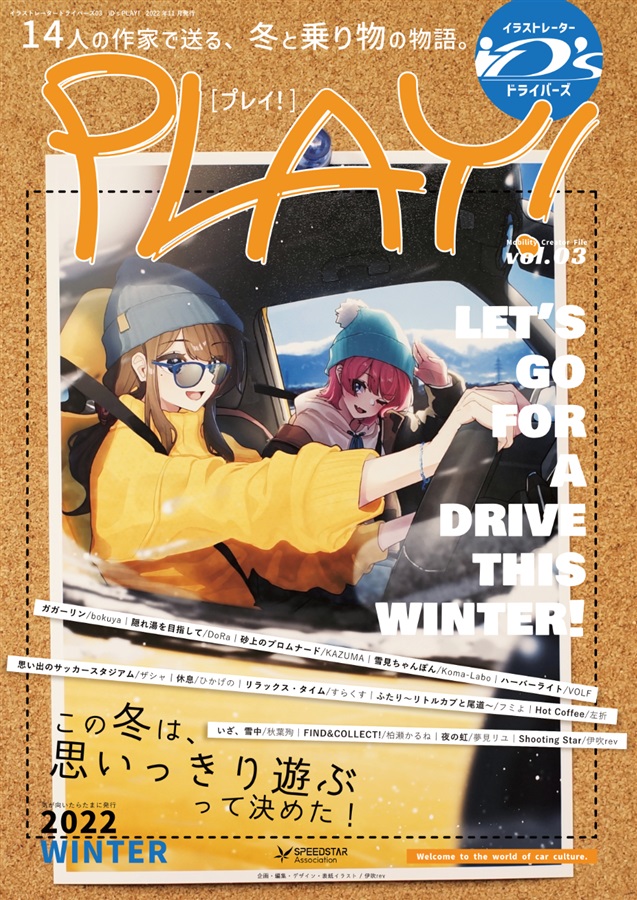 イラストレータードライバーズ03 iD's PLAY! 2022年11月発行
14人の作家で送る、冬と乗り物の物語。
イラストレーター
iD's
ドライバーズ
PLAY!
[プレイ!]
Mobility Creator File
vol.03
LET'S
GO
FOR
A
DRIVE
THIS
WINTER!
ガガーリン/bokuya | 隠れ湯を目指して/DoRa | 砂上のプロムナード/KAZUMA | 雪見ちゃんぽん/Koma-Labo | ハーバーライト/VOLF
思い出のサッカースタジアム/ザシャ | 休息/ひかげの | リラックス・タイム/すらくす | ふたり〜リトルカブと尾道〜/フミよ | Hot Coffee/左折
いざ、雪中/秋葉殉 | FIND&COLLECT!/柏瀬かるね | 夜の虹/夢見リユ | Shooting Star/伊吹rev
この冬は、
思いっきり遊ぶ
って決めた!
気が向いたらたまに発行
2022
WINTER
SPEEDSTAR
Association
Welcome to the world of car culture.
企画・編集・デザイン・表紙イラスト / 伊吹rev